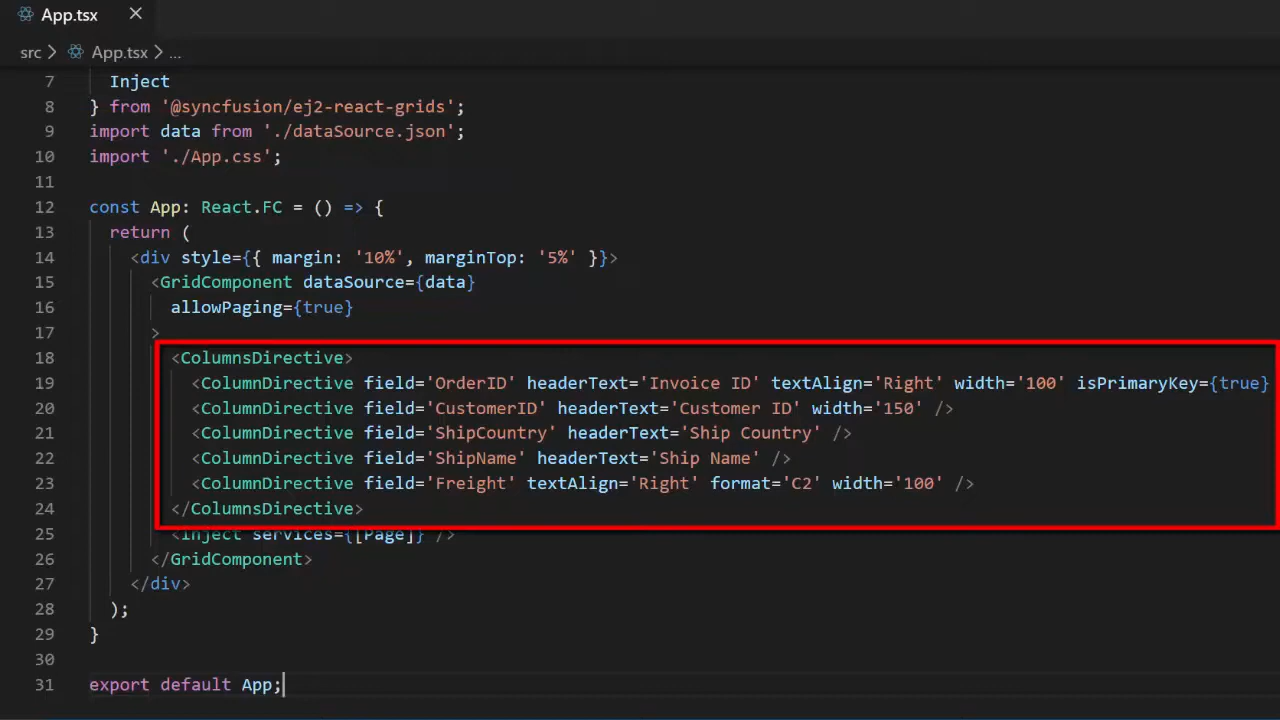 App.tsx ×
src > App.tsx > ...
7 Inject
8 } from '@syncfusion/ej2-react-grids';
9 import data from './dataSource.json';
10 import './App.css';
11
12 const App: React.FC = () => {
13 return (
14 <div style={{ margin: '10%', marginTop: '5%' }}>
15 <GridComponent dataSource={data}
16 allowPaging={true}
17 >
18 <ColumnsDirective>
19 <ColumnDirective field='OrderID' headerText='Invoice ID' textAlign='Right' width='100' isPrimaryKey={true}
20 <ColumnDirective field='CustomerID' headerText='Customer ID' width='150' />
21 <ColumnDirective field='ShipCountry' headerText='Ship Country' />
22 <ColumnDirective field='ShipName' headerText='Ship Name' />
23 <ColumnDirective field='Freight' textAlign='Right' format='C2' width='100' />
24 </ColumnsDirective>
25 <Inject services={[Page]} />
26 </GridComponent>
27 </div>
28 );
29 }
30
31 export default App;